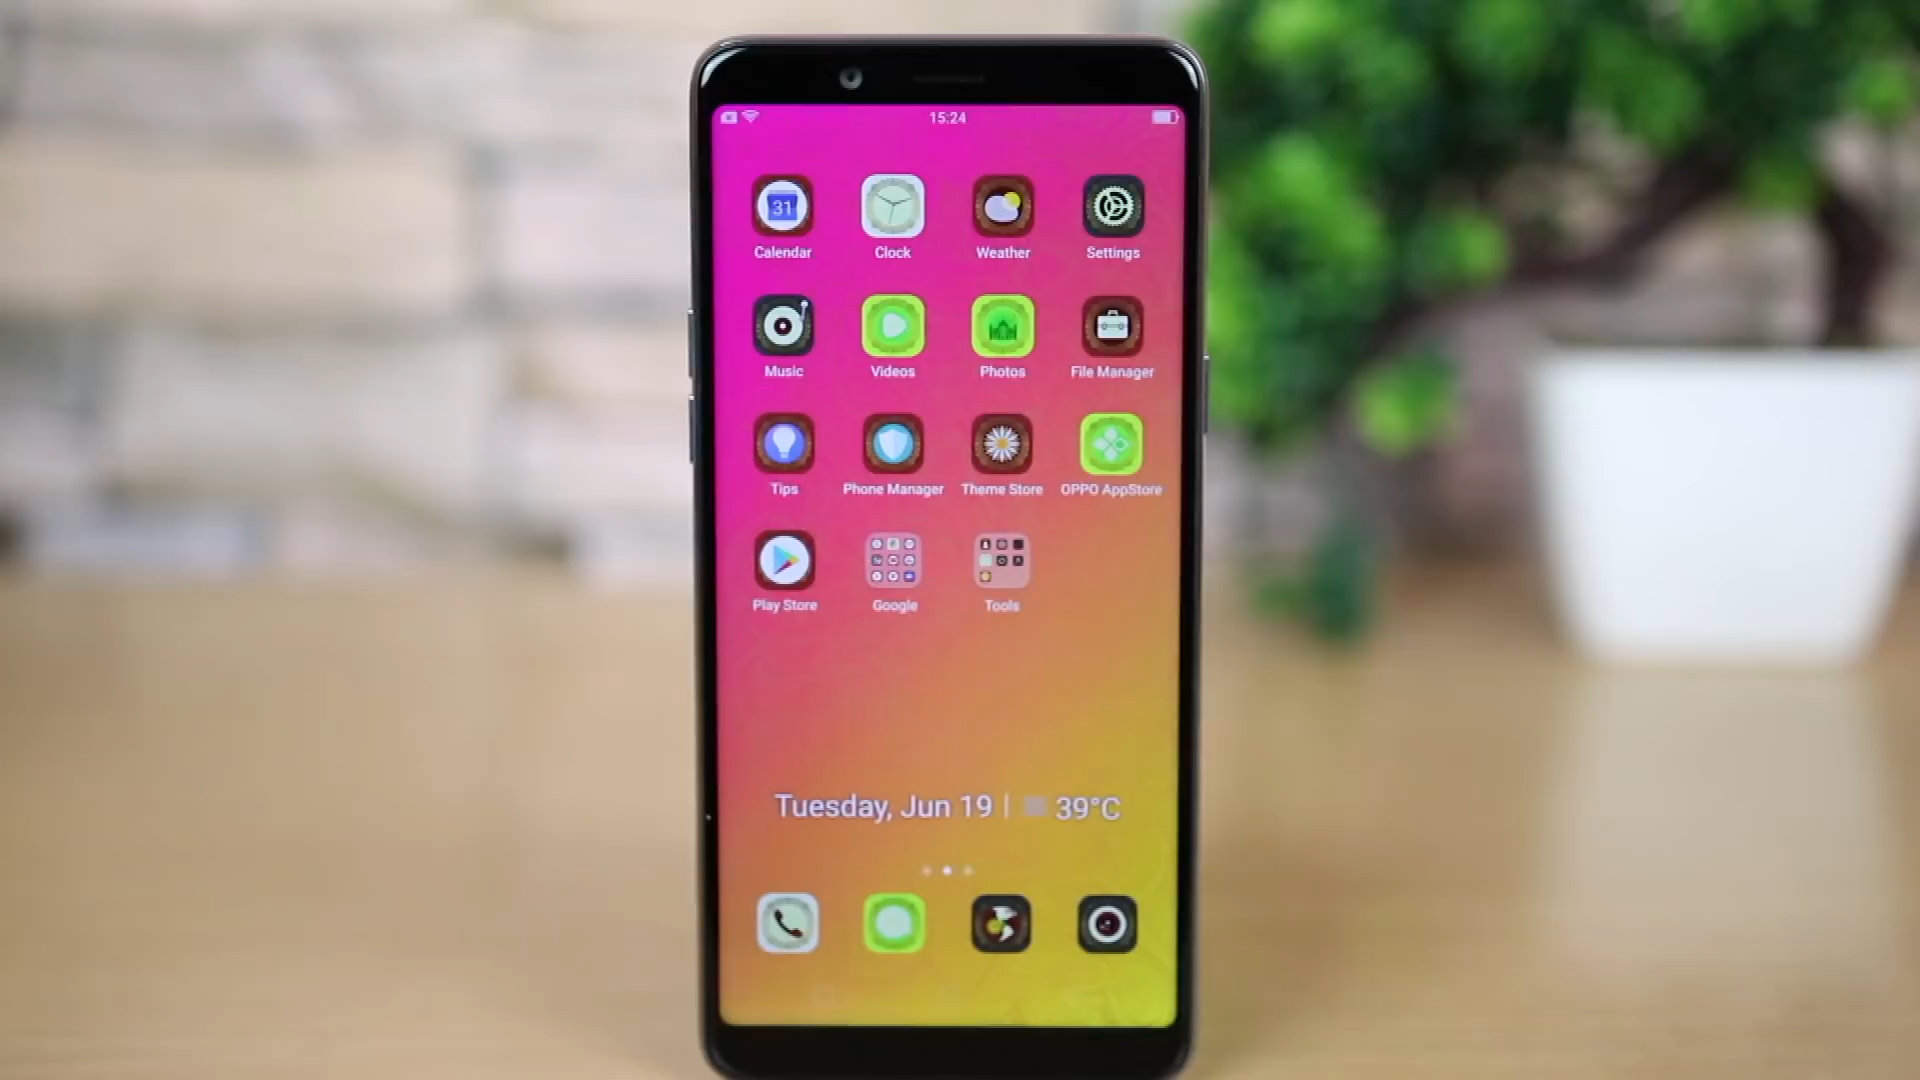 15:24
31
Calendar Clock Weather Settings
Music Videos Photos File Manager
Tips Phone Manager Theme Store OPPO AppStore
Play Store Google Tools
Tuesday, Jun 19 | 39°C